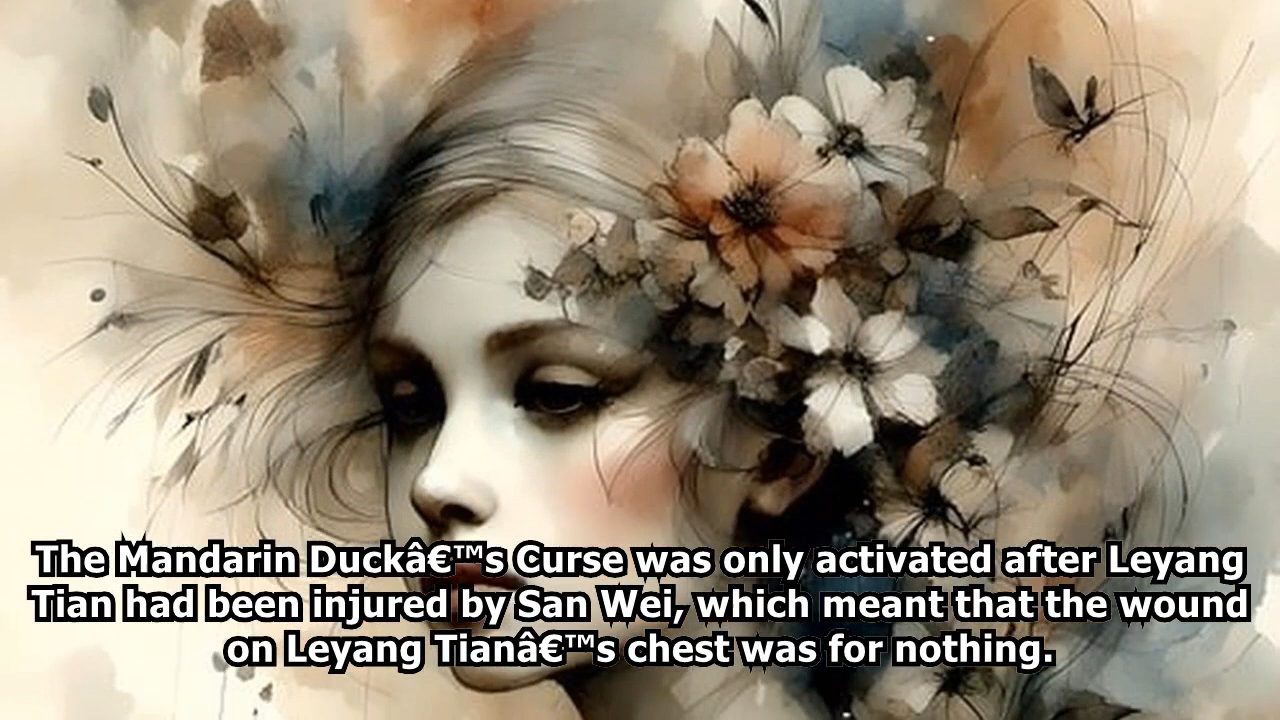 The Mandarin Duckâ€™s Curse was only activated after Leyang
Tian had been injured by San Wei, which meant that the wound
on Leyang Tianâ€™s chest was for nothing.